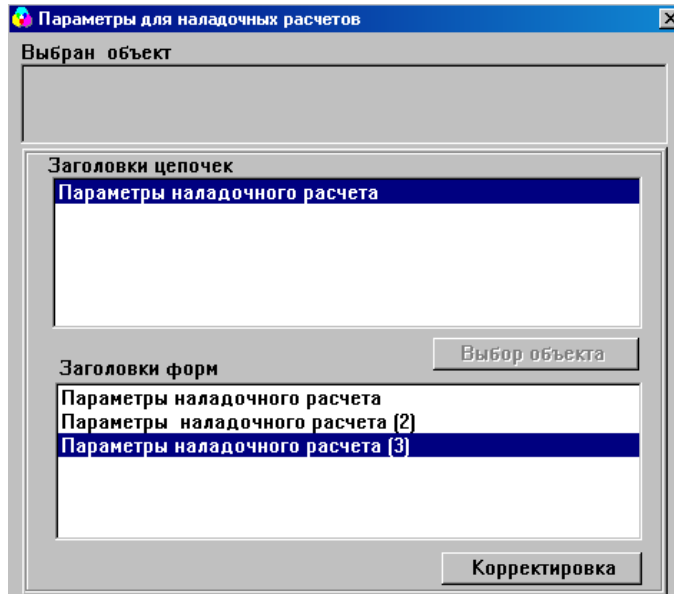 Параметры для наладочных расчетов
Выбран объект
Заголовки цепочек
Параметры наладочного расчета
Выбор объекта
Заголовки форм
Параметры наладочного расчета
Параметры наладочного расчета (2)
Параметры наладочного расчета (3)
Корректировка